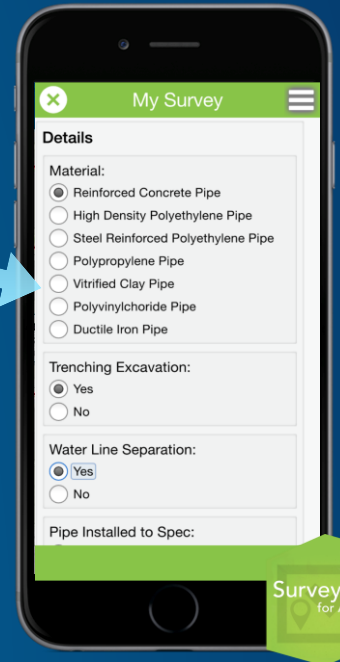 My Survey
Details
Material:
Reinforced Concrete Pipe
High Density Polyethylene Pipe
Steel Reinforced Polyethylene Pipe
Polypropylene Pipe
Vitrified Clay Pipe
Polyvinylchoride Pipe
Ductile Iron Pipe
Trenching Excavation:
Yes
No
Water Line Separation:
Yes
No
Pipe Installed to Spec:
Survey
for A